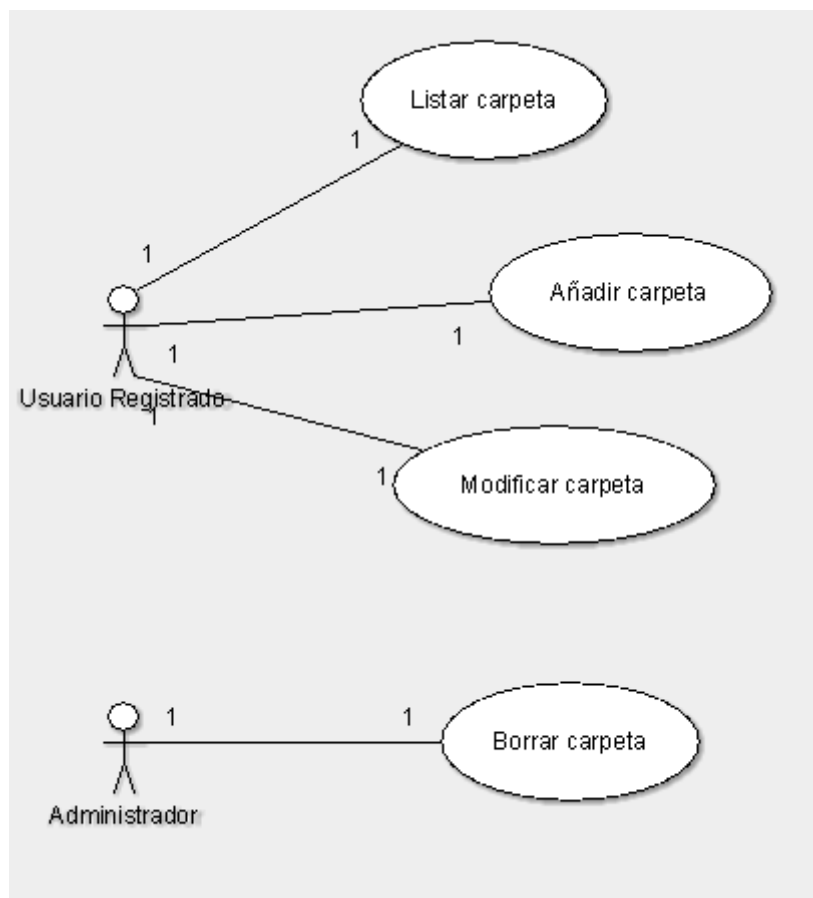 Listar carpeta
1
1
Añadir carpeta
1
1
Usuario Registrado
1
1
Modificar carpeta
1
1
Borrar carpeta
Administrador